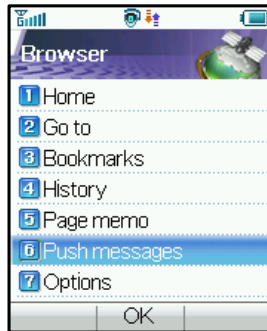 Browser
1 Home
2 Go to
3 Bookmarks
4 History
5 Page memo
6 Push messages
7 Options
OK